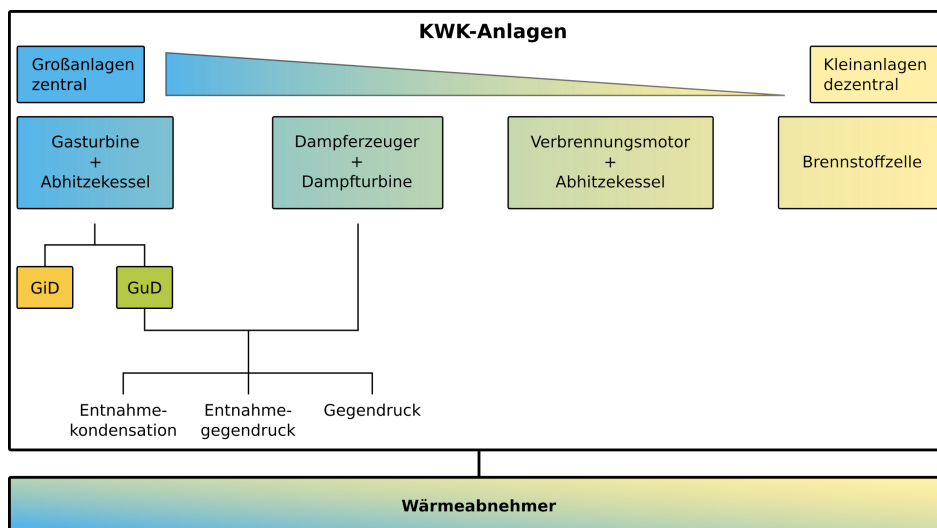 KWK-Anlagen
Großanlagen
zentral
Kleinanlagen
dezentral
Gasturbine
+
Abhitzekessel
Dampferzeuger
+
Dampfturbine
Verbrennungsmotor
+
Abhitzekessel
Brennstoffzelle
GiD
GuD
Entnahme-
kondensation
Entnahme-
gegendruck
Gegendruck
Wärmeabnehmer